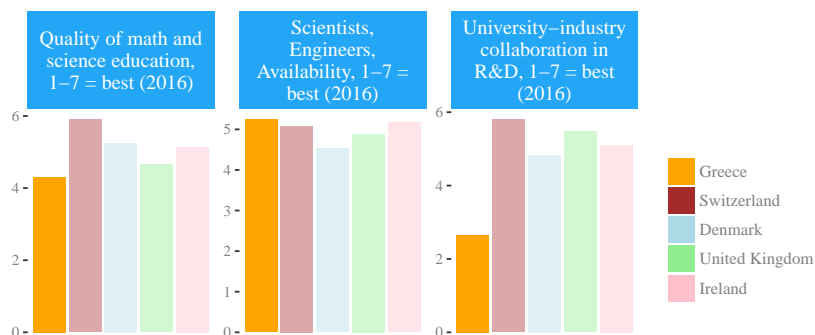 Quality of math and
science education,
1–7 = best (2016)
6
4
2
0
Scientists,
Engineers,
Availability, 1–7 =
best (2016)
5
4
3
2
1
0
University–industry
collaboration in
R&D, 1–7 = best
(2016)
6
4
2
0
Greece
Switzerland
Denmark
United Kingdom
Ireland